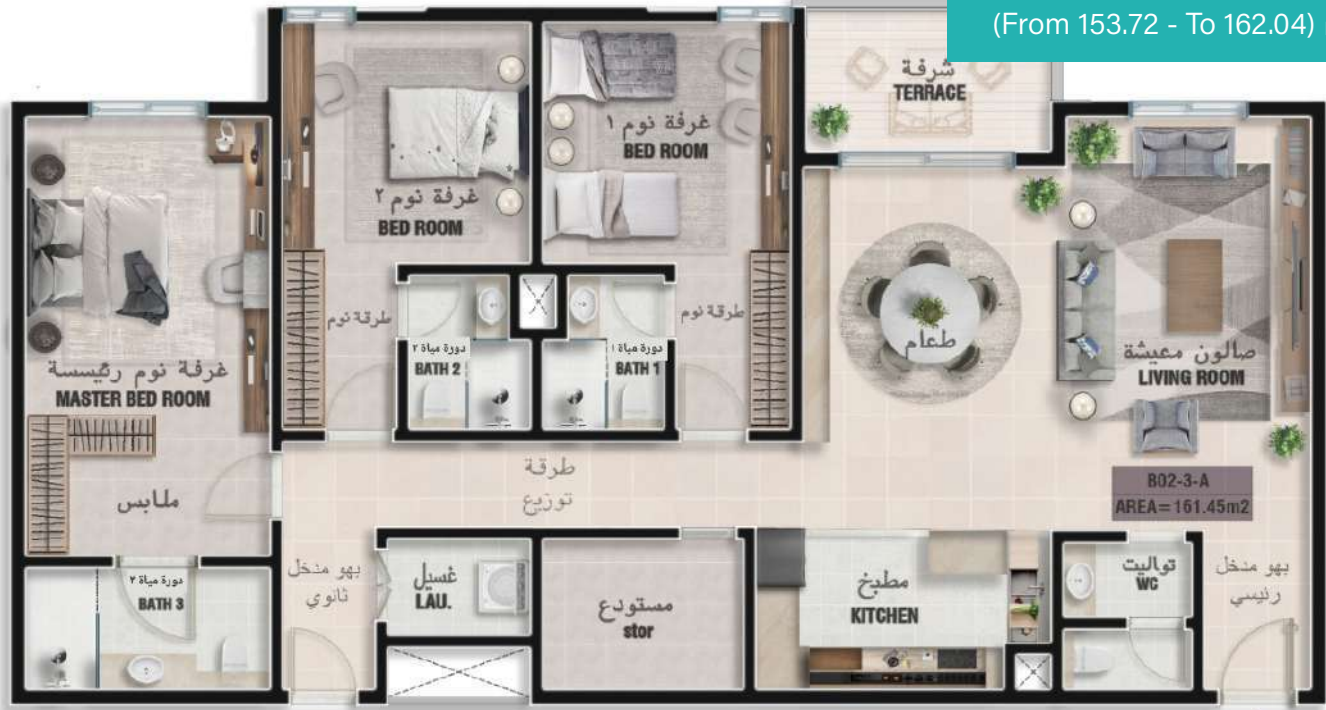 (From 153.72 - To 162.04)
شرفة
TERRACE
غرفة نوم ١
BED ROOM
غرفة نوم ٢
BED ROOM
طرقة نوم
طرقة نوم
دورة مياة ٢
BATH 2
دورة مياة ١
BATH 1
طعام
صالون معيشة
LIVING ROOM
غرفة نوم رئيسسة
MASTER BED ROOM
ملابس
طرقة
توزيع
B02-3-A
AREA= 161.45m2
دورة مياة ٢
BATH 3
بهو مدخل
ثانوي
غسيل
LAU.
مستودع
stor
مطبخ
KITCHEN
تواليت
WC
بهو مدخل
رئيسي